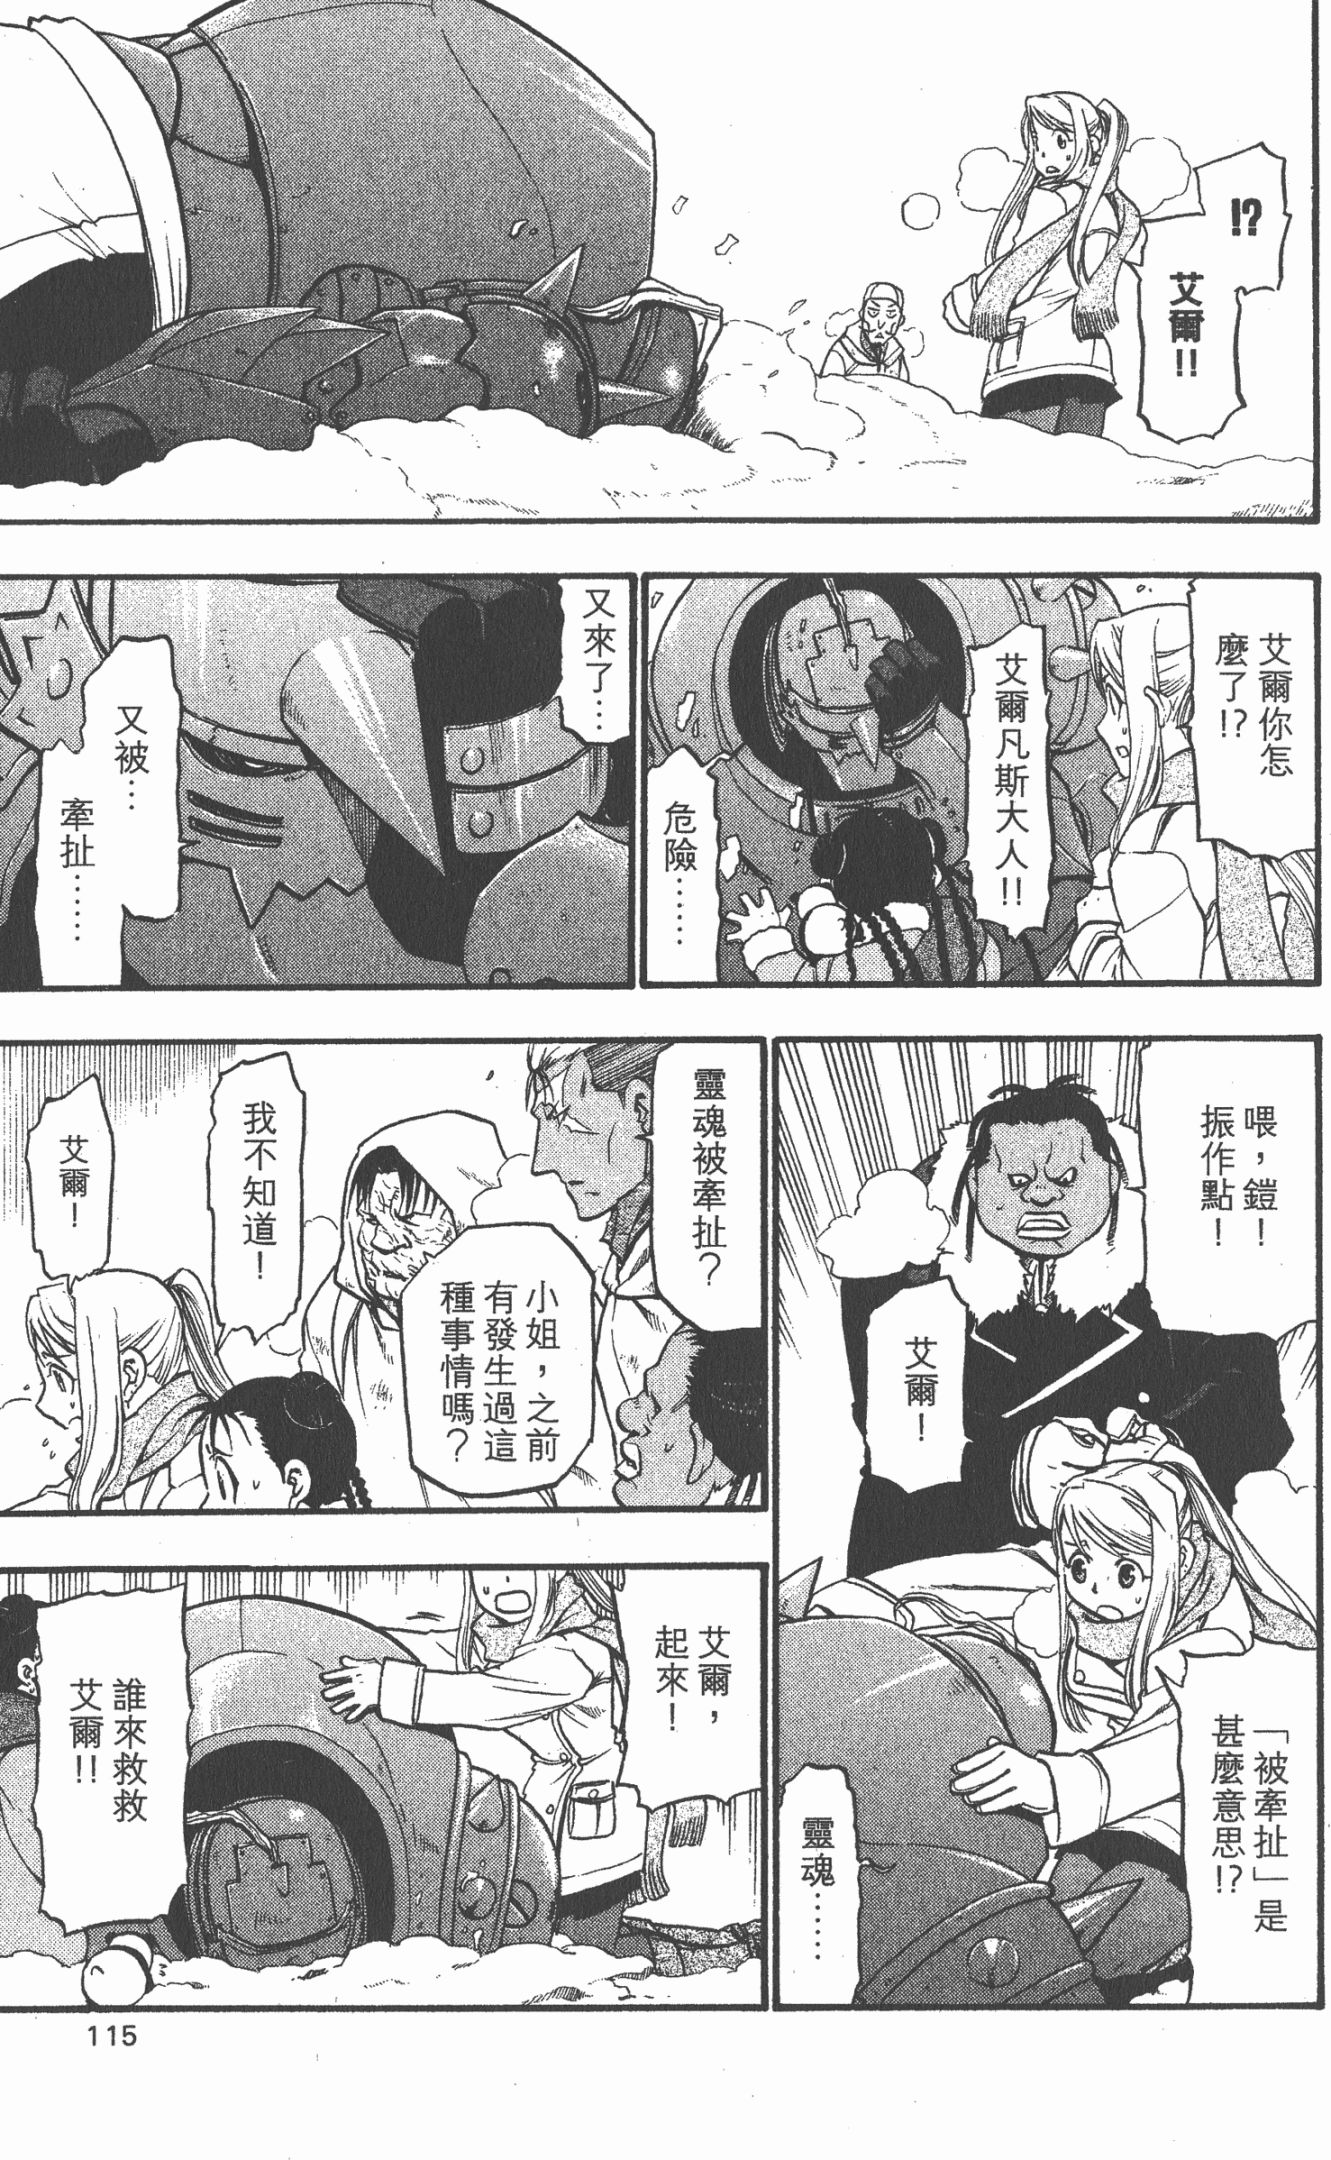 !?
艾爾!!
艾爾你怎
麼了!?
艾爾凡斯大人!!
危險……
又來了…
又被…
牽扯……
喂，鎧！
振作點！
艾爾！
「被牽扯」是
甚麼意思!?
靈魂……
靈魂被牽扯？
小姐，之前
有發生過這
種事情嗎？
我不知道！
艾爾！
艾爾，
起來！
誰來救救
艾爾!!
115